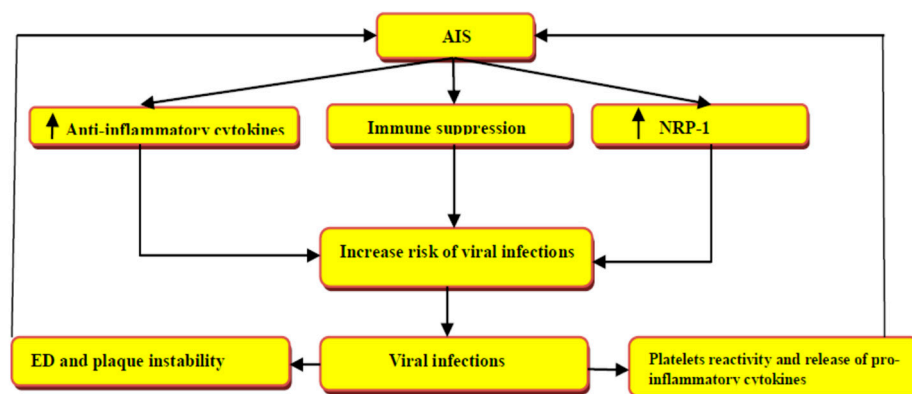 AIS
Anti-inflammatory cytokines
Immune suppression
NRP-1
Increase risk of viral infections
ED and plaque instability
Viral infections
Platelets reactivity and release of pro-
inflammatory cytokines